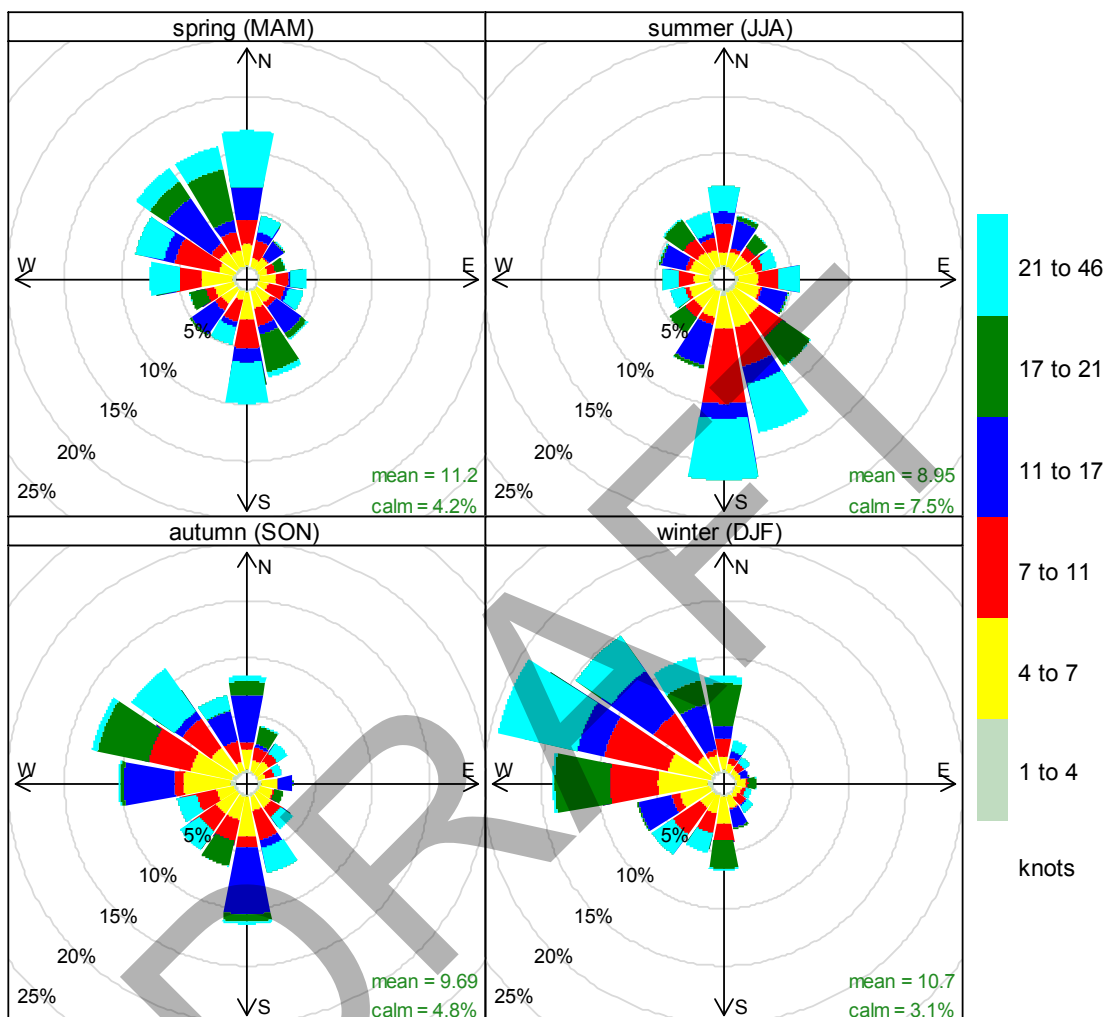 spring (MAM)
N
W
E
S
5%
10%
15%
20%
25%
mean = 11.2
calm = 4.2%
summer (JJA)
N
W
E
S
5%
10%
15%
20%
25%
mean = 8.95
calm = 7.5%
autumn (SON)
N
W
E
S
5%
10%
15%
20%
25%
mean = 9.69
calm = 4.8%
winter (DJF)
N
W
E
S
5%
10%
15%
20%
25%
mean = 10.7
calm = 3.1%
21 to 46
17 to 21
11 to 17
7 to 11
4 to 7
1 to 4
knots
DRAFT